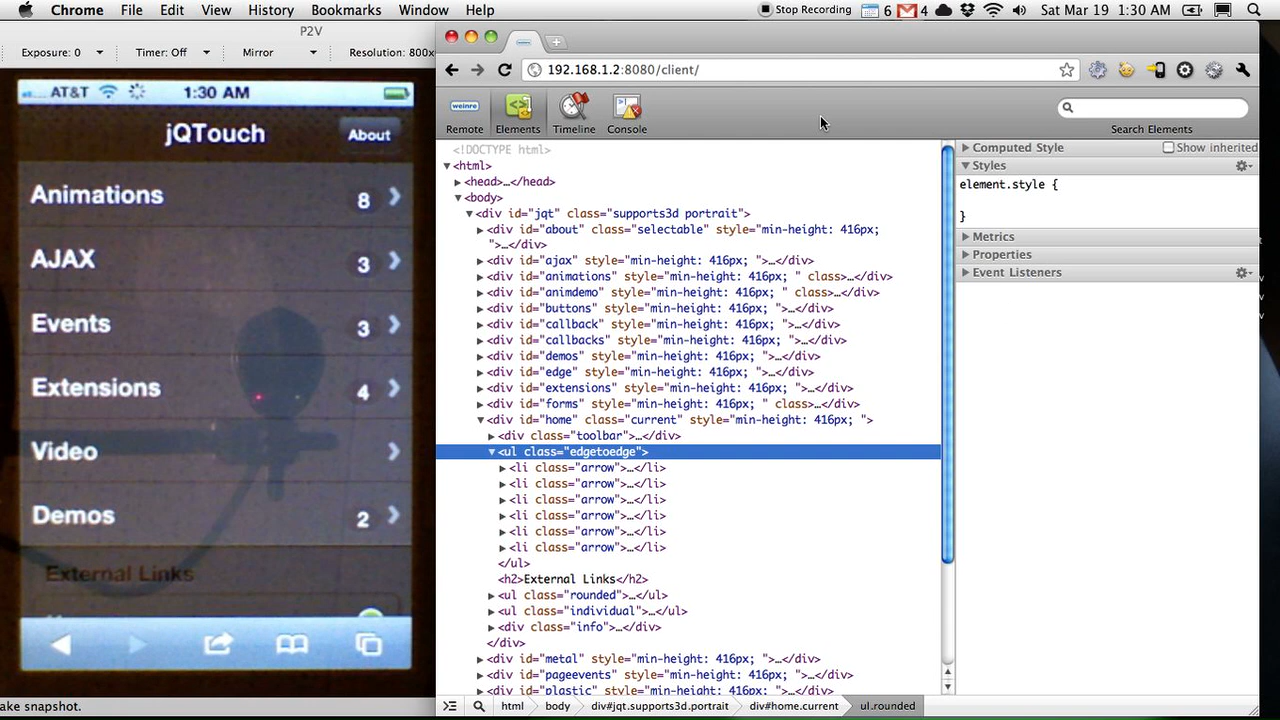 Chrome File Edit View History Bookmarks Window Help Stop Recording 6 4 Sat Mar 19 1:30 AM
P2V
Exposure: 0 Timer: Off Mirror Resolution: 800x
AT&T 1:30 AM
jQTouch About
Animations 8
AJAX 3
Events 3
Extensions 4
Video
Demos 2
External Links
ake snapshot.
192.168.1.2:8080/client/
weinre
Remote Elements Timeline Console Search Elements
<!DOCTYPE html>
<html>
<head>…</head>
<body>
<div id="jqt" class="supports3d portrait">
<div id="about" class="selectable" style="min-height: 416px;
">…</div>
<div id="ajax" style="min-height: 416px; ">…</div>
<div id="animations" style="min-height: 416px; " class>…</div>
<div id="animdemo" style="min-height: 416px; " class>…</div>
<div id="buttons" style="min-height: 416px; ">…</div>
<div id="callback" style="min-height: 416px; ">…</div>
<div id="callbacks" style="min-height: 416px; ">…</div>
<div id="demos" style="min-height: 416px; ">…</div>
<div id="edge" style="min-height: 416px; ">…</div>
<div id="extensions" style="min-height: 416px; ">…</div>
<div id="forms" style="min-height: 416px; " class>…</div>
<div id="home" class="current" style="min-height: 416px; ">
<div class="toolbar">…</div>
<ul class="edgetoedge">
<li class="arrow">…</li>
<li class="arrow">…</li>
<li class="arrow">…</li>
<li class="arrow">…</li>
<li class="arrow">…</li>
<li class="arrow">…</li>
</ul>
<h2>External Links</h2>
<ul class="rounded">…</ul>
<ul class="individual">…</ul>
<div class="info">…</div>
</div>
<div id="metal" style="min-height: 416px; ">…</div>
<div id="pageevents" style="min-height: 416px; ">…</div>
<div id="plastic" style="min-height: 416px; ">…</div>
html body div#jqt.supports3d.portrait div#home.current ul.rounded
Computed Style Show inherited
Styles
element.style {
}
Metrics
Properties
Event Listeners